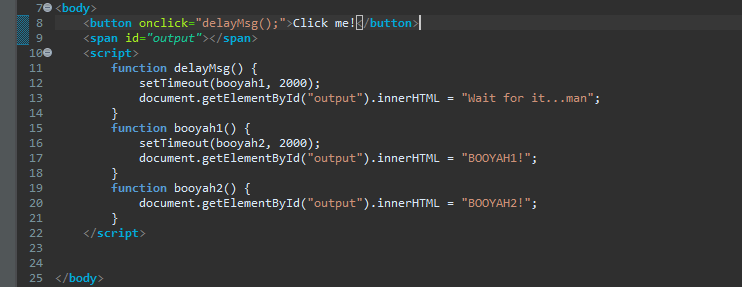 7 <body>
8 <button onclick="delayMsg();">Click me!</button>
9 <span id="output"></span>
10 <script>
11 function delayMsg() {
12 setTimeout(booyah1, 2000);
13 document.getElementById("output").innerHTML = "Wait for it...man";
14 }
15 function booyah1() {
16 setTimeout(booyah2, 2000);
17 document.getElementById("output").innerHTML = "BOOYAH1!";
18 }
19 function booyah2() {
20 document.getElementById("output").innerHTML = "BOOYAH2!";
21 }
22 </script>
23
24
25 </body>